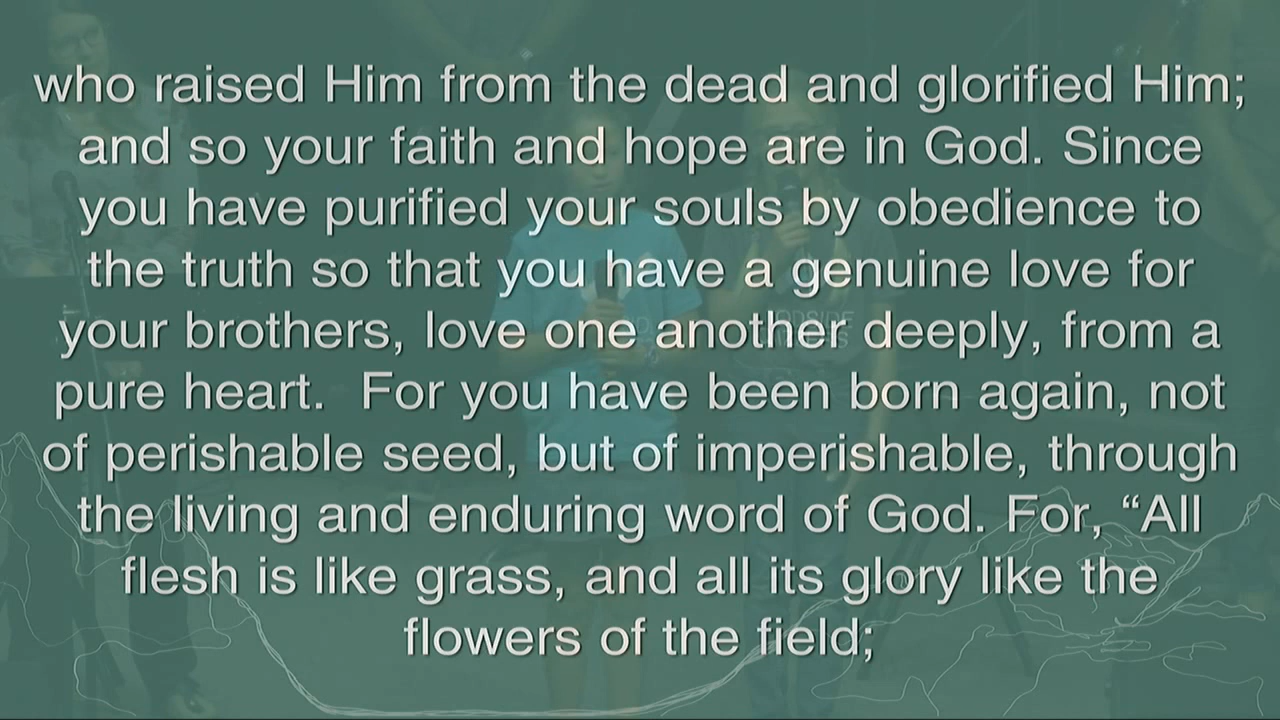 who raised Him from the dead and glorified Him;
and so your faith and hope are in God. Since
you have purified your souls by obedience to
the truth so that you have a genuine love for
your brothers, love one another deeply, from a
pure heart.  For you have been born again, not
of perishable seed, but of imperishable, through
the living and enduring word of God. For, “All
flesh is like grass, and all its glory like the
flowers of the field;